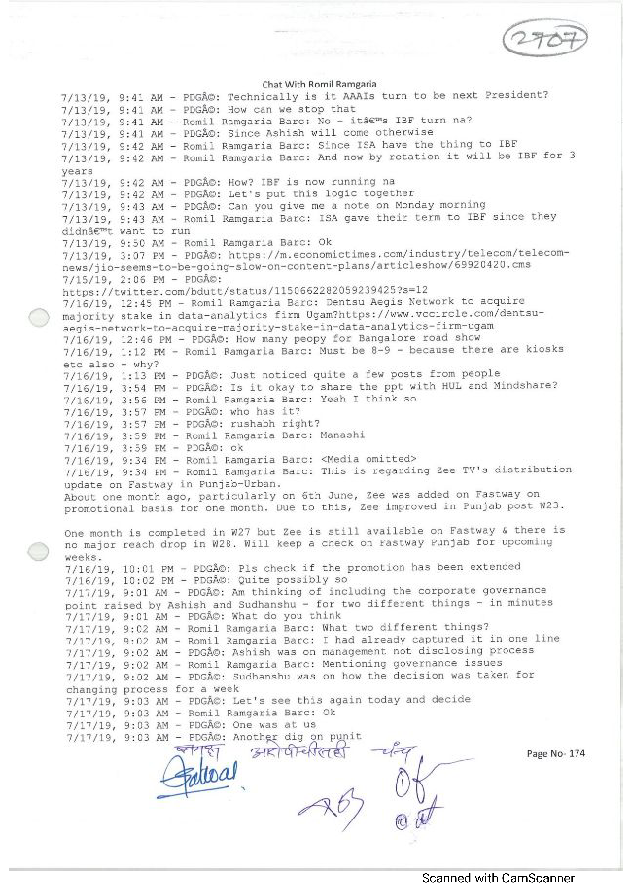 2907
Chat With Romil Ramgaria
7/13/19, 9:41 AM - PDGÂ©: Technically is it AAAIs turn to be next President?
7/13/19, 9:41 AM - PDGÂ©: How can we stop that
7/13/19, 9:41 AM - Romil Ramgaria Barc: No - itâ€™s IBF turn na?
7/13/19, 9:41 AM - PDGÂ©: Since Ashish will come otherwise
7/13/19, 9:42 AM - Romil Ramgaria Barc: Since ISA have the thing to IBF
7/13/19, 9:42 AM - Romil Ramgaria Barc: And now by rotation it will be IBF for 3
years
7/13/19, 9:42 AM - PDGÂ©: How? IBF is now running na
7/13/19, 9:42 AM - PDGÂ©: Let's put this logic together
7/13/19, 9:43 AM - PDGÂ©: Can you give me a note on Monday morning
7/13/19, 9:43 AM - Romil Ramgaria Barc: ISA gave their term to IBF since they
didnâ€™t want to run
7/13/19, 9:50 AM - Romil Ramgaria Barc: Ok
7/13/19, 3:07 PM - PDGÂ©: https://m.economictimes.com/industry/telecom/telecom-
news/jio-seems-to-be-going-slow-on-content-plans/articleshow/69920420.cms
7/15/19, 2:06 PM - PDGÂ©:
https://twitter.com/bdutt/status/1150662282059239425?s=12
7/16/19, 12:45 PM - Romil Ramgaria Barc: Dentsu Aegis Network to acquire
majority stake in data-analytics firm Ugam?https://www.vccircle.com/dentsu-
aegis-network-to-acquire-majority-stake-in-data-analytics-firm-ugam
7/16/19, 12:46 PM - PDGÂ©: How many peopy for Bangalore road show
7/16/19, 1:12 PM - Romil Ramgaria Barc: Must be 8-9 - because there are kiosks
etc also - why?
7/16/19, 1:13 PM - PDGÂ©: Just noticed quite a few posts from people
7/16/19, 3:54 PM - PDGÂ©: Is it okay to share the ppt with HUL and Mindshare?
7/16/19, 3:56 PM - Romil Ramgaria Barc: Yeah I think so
7/16/19, 3:57 PM - PDGÂ©: who has it?
7/16/19, 3:57 PM - PDGÂ©: rushabh right?
7/16/19, 3:59 PM - Romil Ramgaria Barc: Manashi
7/16/19, 3:59 PM - PDGÂ©: ok
7/16/19, 9:34 PM - Romil Ramgaria Barc: <Media omitted>
7/16/19, 9:34 PM - Romil Ramgaria Barc: This is regarding Zee TV's distribution
update on Fastway in Punjab-Urban.
About one month ago, particularly on 6th June, Zee was added on Fastway on
promotional basis for one month. Due to this, Zee improved in Punjab post W23.
One month is completed in W27 but Zee is still available on Fastway & there is
no major reach drop in W28. Will keep a check on Fastway Punjab for upcoming
weeks.
7/16/19, 10:01 PM - PDGÂ©: Pls check if the promotion has been extended
7/16/19, 10:02 PM - PDGÂ©: Quite possibly so
7/17/19, 9:01 AM - PDGÂ©: Am thinking of including the corporate governance
point raised by Ashish and Sudhanshu - for two different things - in minutes
7/17/19, 9:01 AM - PDGÂ©: What do you think
7/17/19, 9:02 AM - Romil Ramgaria Barc: What two different things?
7/17/19, 9:02 AM - Romil Ramgaria Barc: I had already captured it in one line
7/17/19, 9:02 AM - PDGÂ©: Ashish was on management not disclosing process
7/17/19, 9:02 AM - Romil Ramgaria Barc: Mentioning governance issues
7/17/19, 9:02 AM - PDGÂ©: Sudhanshu was on how the decision was taken for
changing process for a week
7/17/19, 9:03 AM - PDGÂ©: Let's see this again today and decide
7/17/19, 9:03 AM - Romil Ramgaria Barc: Ok
7/17/19, 9:03 AM - PDGÂ©: One was at us
7/17/19, 9:03 AM - PDGÂ©: Another dig on punit
Page No- 174
Scanned with CamScanner